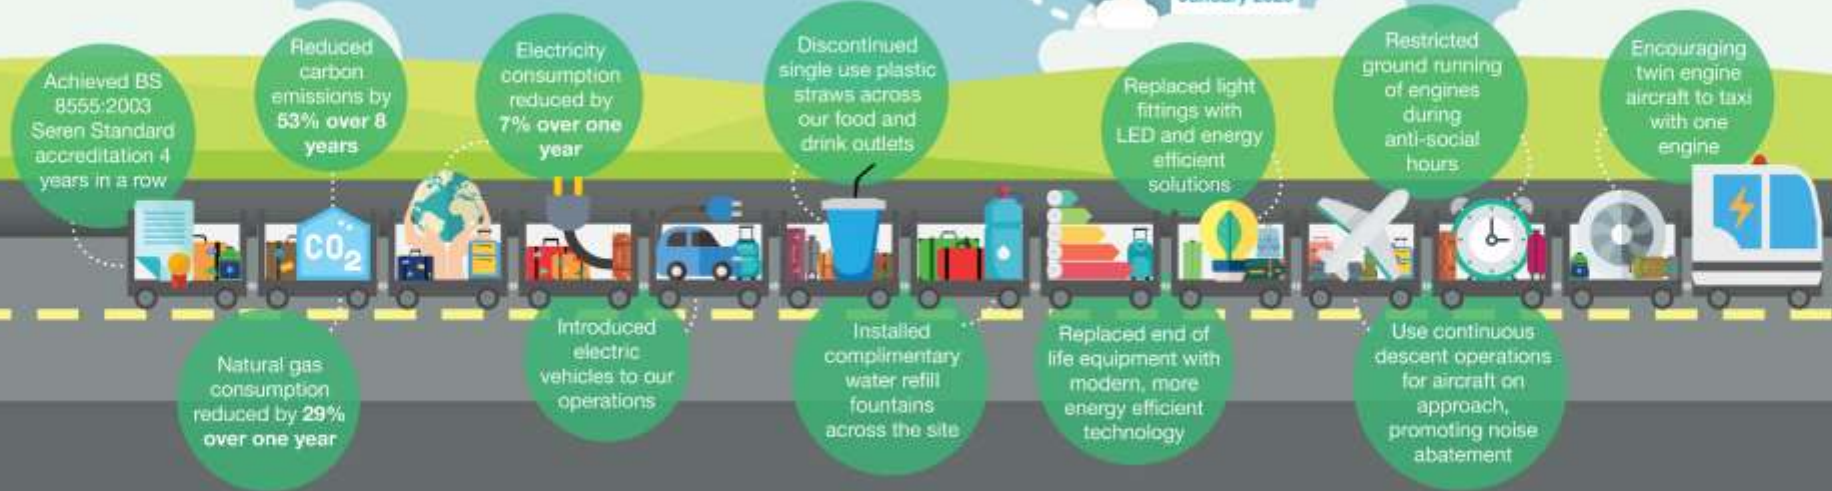 Achieved BS
8555:2003
Seren Standard
accreditation 4
years in a row
Reduced
carbon
emissions by
53% over 8
years
Electricity
consumption
reduced by
7% over one
year
Discontinued
single use plastic
straws across
our food and
drink outlets
Replaced light
fittings with
LED and energy
efficient
solutions
Restricted
ground running
of engines
during
anti-social
hours
Encouraging
twin engine
aircraft to taxi
with one
engine
CO2
Natural gas
consumption
reduced by 29%
over one year
Introduced
electric
vehicles to our
operations
Installed
complimentary
water refill
fountains
across the site
Replaced end of
life equipment with
modern, more
energy efficient
technology
Use continuous
descent operations
for aircraft on
approach,
promoting noise
abatement